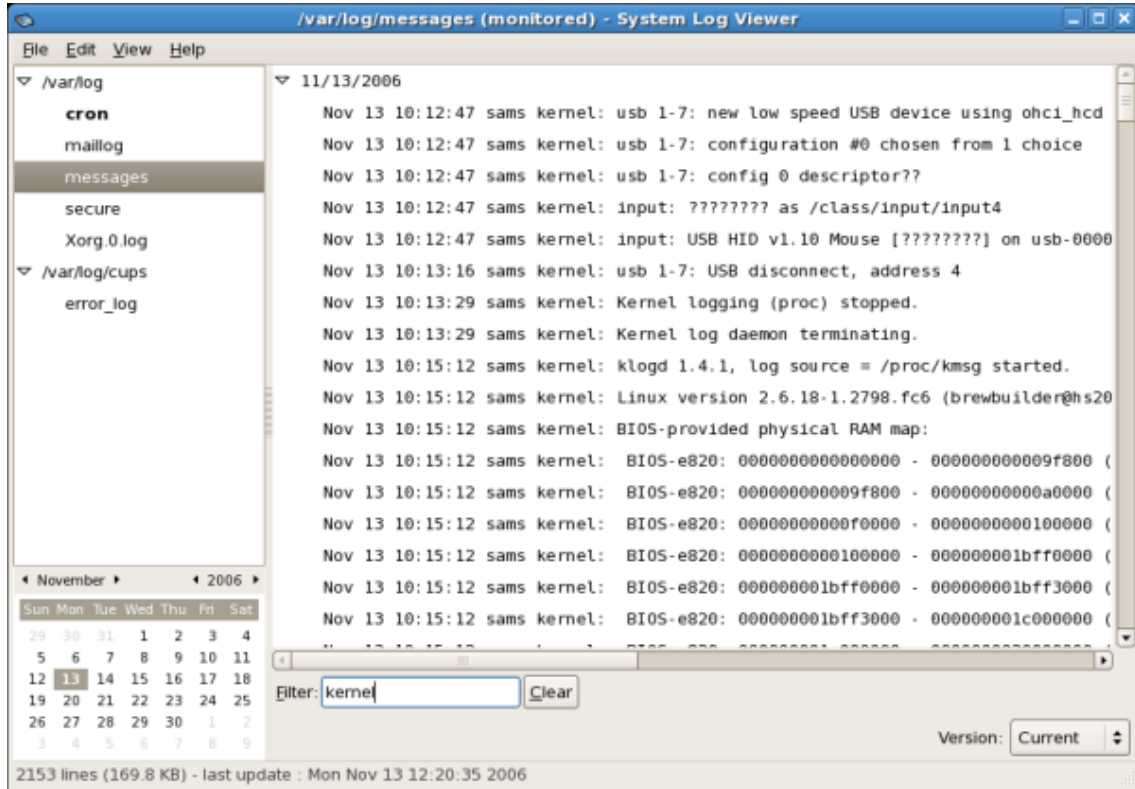 /var/log/messages (monitored) - System Log Viewer
File Edit View Help
/var/log
cron
maillog
messages
secure
Xorg.0.log
/var/log/cups
error_log
11/13/2006
Nov 13 10:12:47 sams kernel: usb 1-7: new low speed USB device using ohci_hcd
Nov 13 10:12:47 sams kernel: usb 1-7: configuration #0 chosen from 1 choice
Nov 13 10:12:47 sams kernel: usb 1-7: config 0 descriptor??
Nov 13 10:12:47 sams kernel: input: ???????? as /class/input/input4
Nov 13 10:12:47 sams kernel: input: USB HID v1.10 Mouse [????????] on usb-0000
Nov 13 10:13:16 sams kernel: usb 1-7: USB disconnect, address 4
Nov 13 10:13:29 sams kernel: Kernel logging (proc) stopped.
Nov 13 10:13:29 sams kernel: Kernel log daemon terminating.
Nov 13 10:15:12 sams kernel: klogd 1.4.1, log source = /proc/kmsg started.
Nov 13 10:15:12 sams kernel: Linux version 2.6.18-1.2798.fc6 (brewbuilder@hs20
Nov 13 10:15:12 sams kernel: BIOS-provided physical RAM map:
Nov 13 10:15:12 sams kernel: BIOS-e820: 0000000000000000 - 000000000009f800 (
Nov 13 10:15:12 sams kernel: BIOS-e820: 000000000009f800 - 00000000000a0000 (
Nov 13 10:15:12 sams kernel: BIOS-e820: 00000000000f0000 - 0000000000100000 (
Nov 13 10:15:12 sams kernel: BIOS-e820: 0000000000100000 - 000000001bff0000 (
Nov 13 10:15:12 sams kernel: BIOS-e820: 000000001bff0000 - 000000001bff3000 (
Nov 13 10:15:12 sams kernel: BIOS-e820: 000000001bff3000 - 000000001c000000 (
November 2006
Sun Mon Tue Wed Thu Fri Sat
29 30 31 1 2 3 4
5 6 7 8 9 10 11
12 13 14 15 16 17 18
19 20 21 22 23 24 25
26 27 28 29 30 1 2
3 4 5 6 7 8 9
Filter: kernel Clear
Version: Current
2153 lines (169.8 KB) - last update : Mon Nov 13 12:20:35 2006